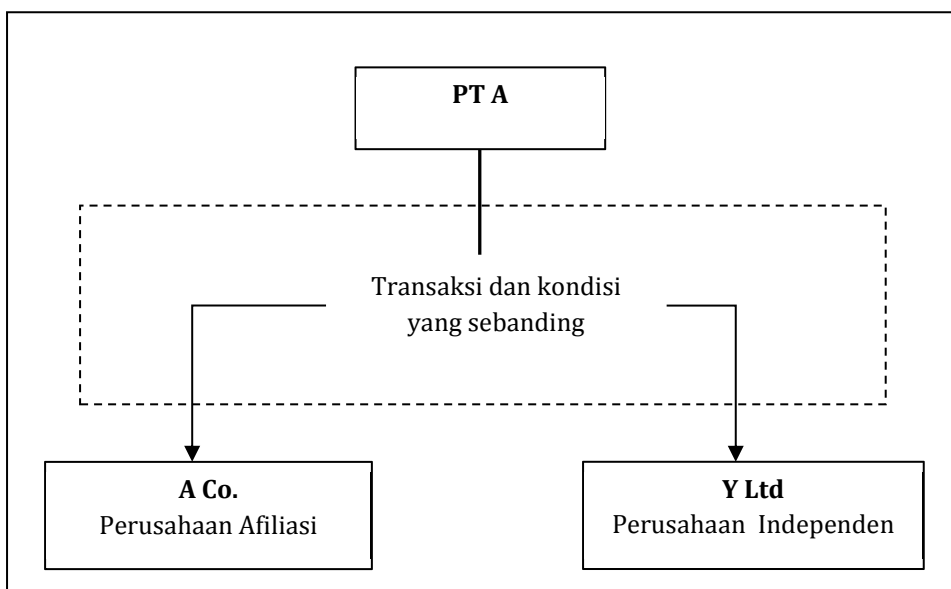 PT A
Transaksi dan kondisi
yang sebanding
A Co.
Perusahaan Afiliasi
Y Ltd
Perusahaan Independen